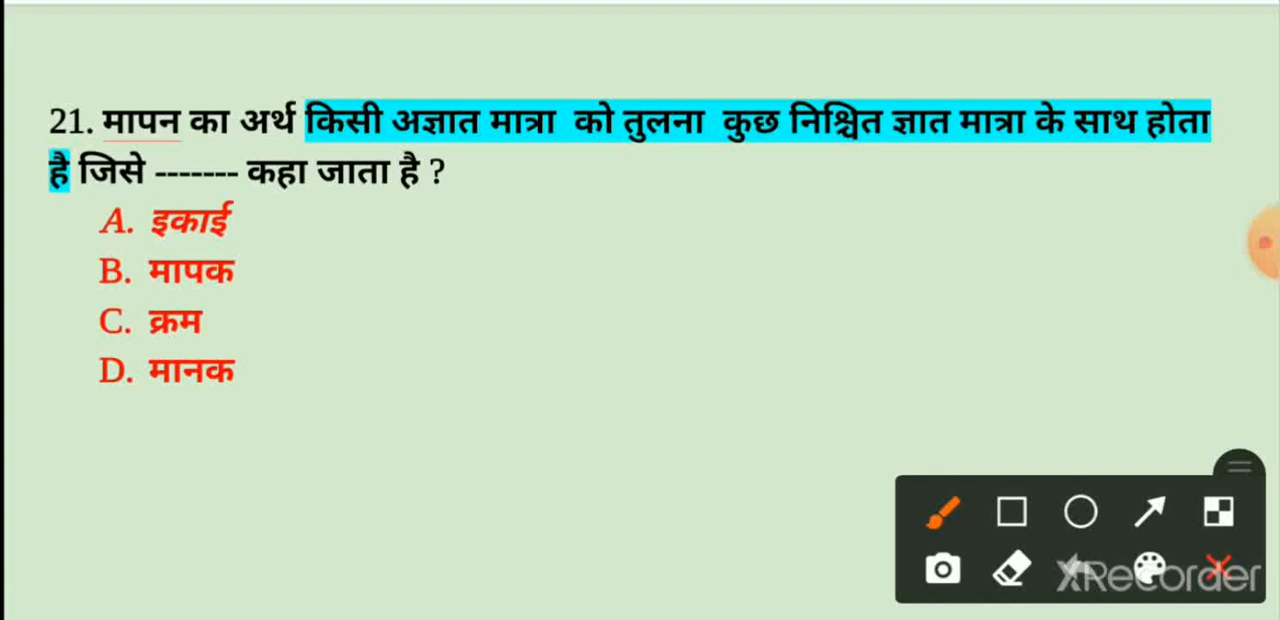 21. मापन का अर्थ किसी अज्ञात मात्रा को तुलना कुछ निश्चित ज्ञात मात्रा के साथ होता
है जिसे ------- कहा जाता है ?
A. इकाई
B. मापक
C. क्रम
D. मानक
XRecorder